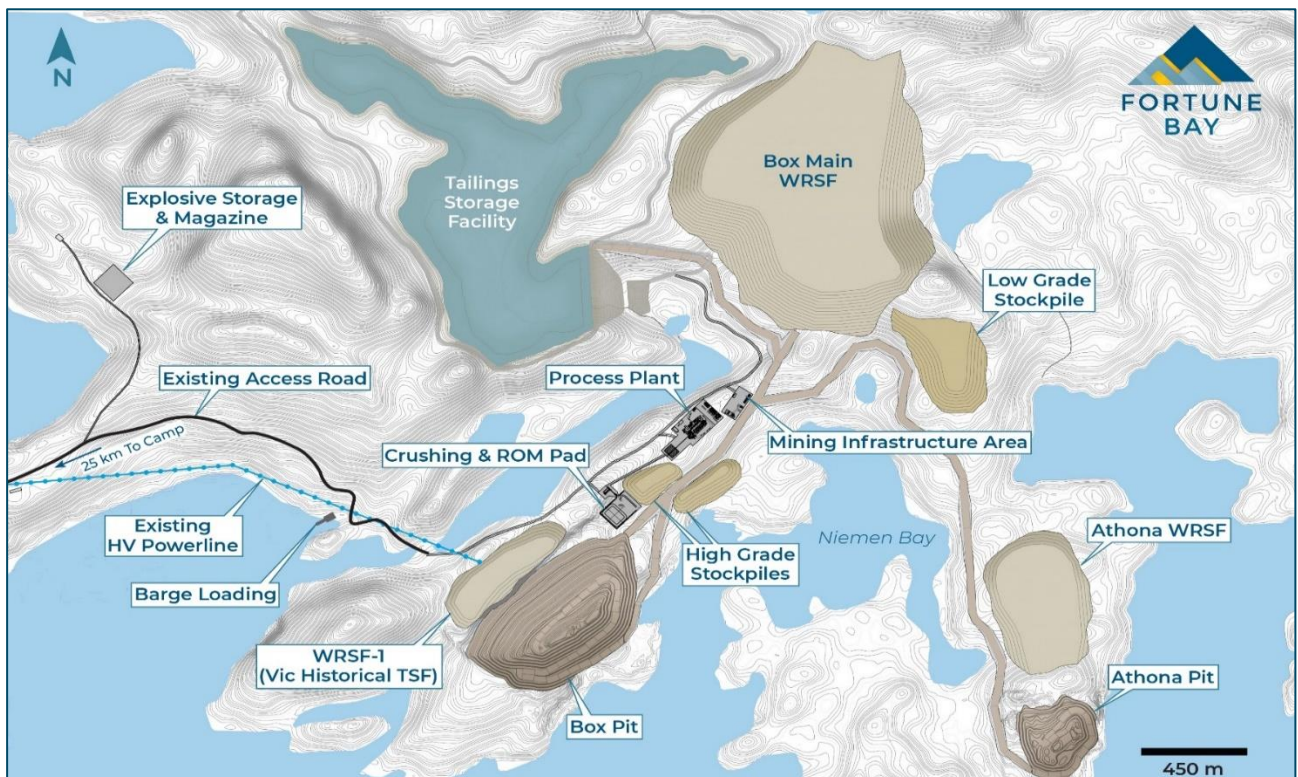 N
FORTUNE
BAY
Box Main
WRSF
Tailings
Storage
Facility
Explosive Storage
& Magazine
Low Grade
Stockpile
Existing Access Road
Process Plant
25 km To Camp
Mining Infrastructure Area
Crushing & ROM Pad
Existing
HV Powerline
Niemen Bay
Athona WRSF
High Grade
Stockpiles
Barge Loading
WRSF-1
(Vic Historical TSF)
Athona Pit
Box Pit
450 m